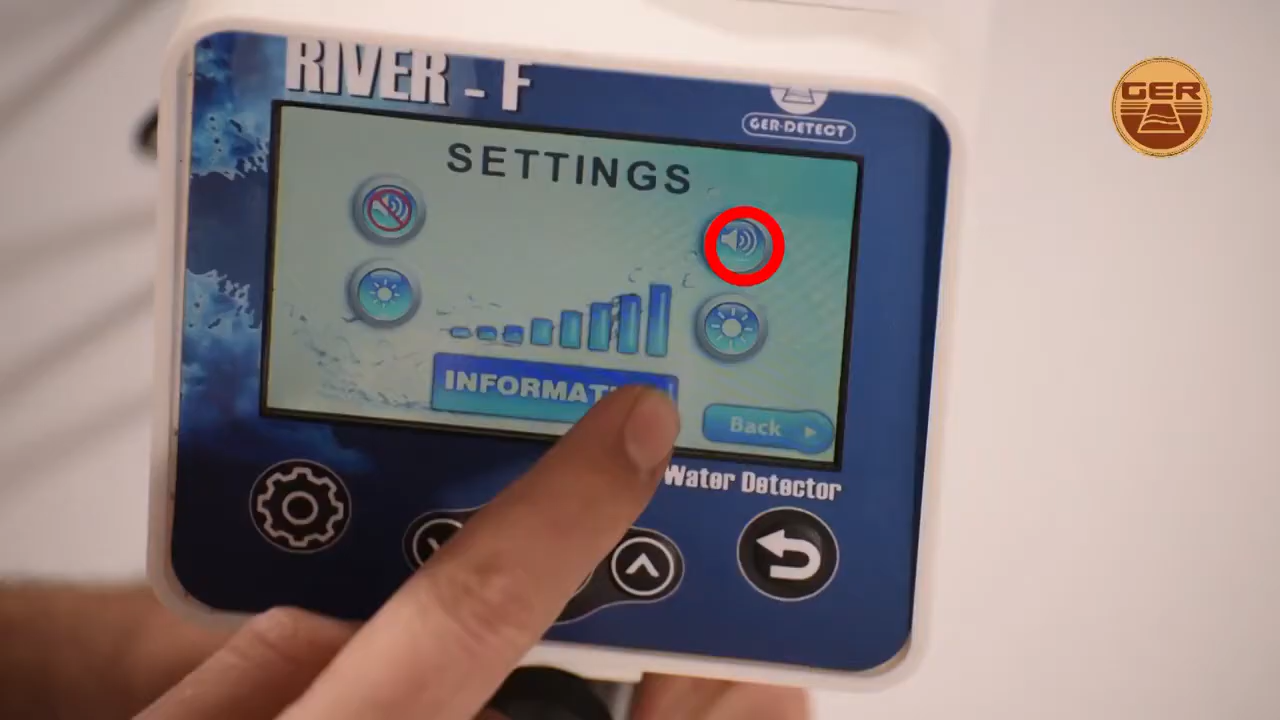 RIVER - F
GER-DETECT
GER
SETTINGS
Back
Water Detector